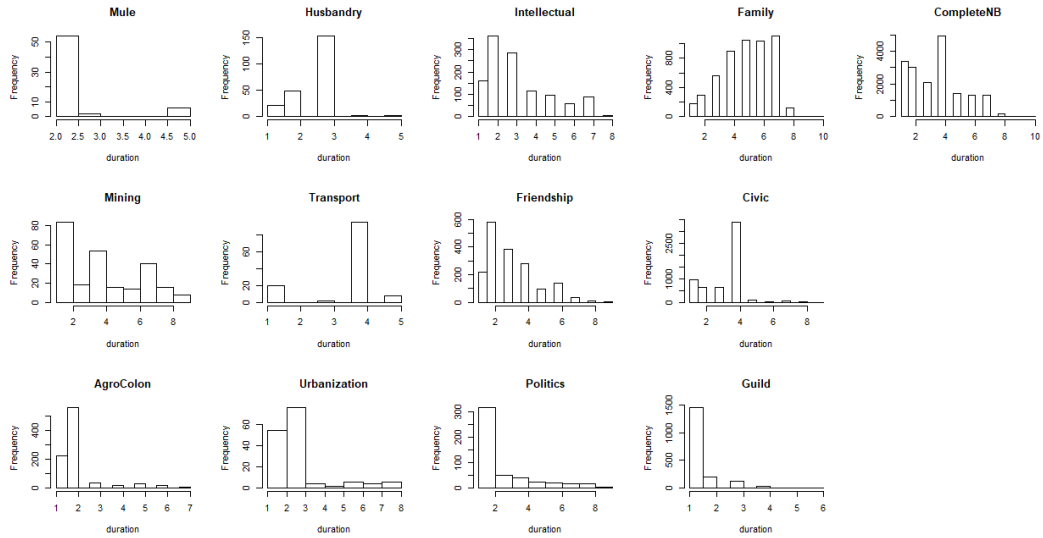 Mule
Husbandry
Intellectual
Family
CompleteNB
Frequency
0 10 30 50
2.0 2.5 3.0 3.5 4.0 4.5 5.0
duration
Frequency
0 50 100 150
1 2 3 4 5
duration
Frequency
0 100 200 300
1 2 3 4 5 6 7 8
duration
Frequency
0 400 800
2 4 6 8 10
duration
Frequency
0 2000 4000
2 4 6 8 10
duration
Mining
Transport
Friendship
Civic
Frequency
0 20 40 60 80
2 4 6 8
duration
Frequency
0 20 60
1 2 3 4 5
duration
Frequency
0 200 400 600
2 4 6 8
duration
Frequency
0 1000 2500
2 4 6 8
duration
AgroColon
Urbanization
Politics
Guild
Frequency
0 200 400
1 2 3 4 5 6 7
duration
Frequency
0 20 40 60
1 2 3 4 5 6 7 8
duration
Frequency
0 100 200 300
2 4 6 8
duration
Frequency
0 500 1000 1500
1 2 3 4 5 6
duration